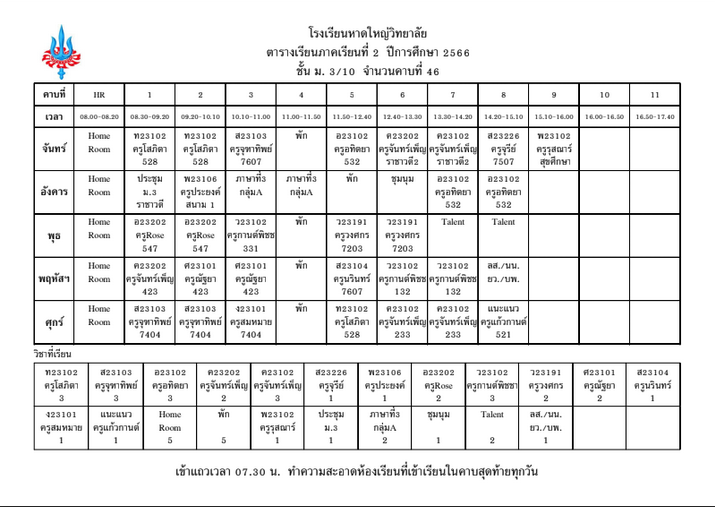 โรงเรียนหาดใหญ่วิทยาลัย
ตารางเรียนภาคเรียนที่ 2 ปีการศึกษา 2566
ชั้น ม. 3/10 จำนวนคาบที่ 46
คาบที่ HR 1 2 3 4 5 6 7 8 9 10 11
เวลา 08.00-08.20 08.30-09.20 09.20-10.10 10.10-11.00 11.00-11.50 11.50-12.40 12.40-13.30 13.30-14.20 14.20-15.10 15.10-16.00 16.00-16.50 16.50-17.40
จันทร์ Home Room ท23102 ครูโสภิตา 528 ท23102 ครูโสภิตา 528 ส23103 ครูจุฑาทิพย์ 7607 พัก อ23102 ครูอทิตยา 532 ค23202 ครูจันทร์เพ็ญ ราชาวดี2 ค23102 ครูจันทร์เพ็ญ ราชาวดี2 ส23226 ครูจุรีย์ 7507 พ23102 ครูรุสณาร์ สุขศึกษา
อังคาร Home Room ประชุม ม.3 ราชาวดี พ23106 ครูประยงค์ สนาม 1 ภาษาที่3 กลุ่มA ภาษาที่3 กลุ่มA พัก ชุมนุม อ23102 ครูอทิตยา 532 อ23102 ครูอทิตยา 532
พุธ Home Room อ23202 ครูRose 547 อ23202 ครูRose 547 ว23102 ครูกานต์พิชช 331 พัก ว23191 ครูวงศกร 7203 ว23191 ครูวงศกร 7203 Talent Talent
พฤหัสฯ Home Room ค23202 ครูจันทร์เพ็ญ 423 ศ23101 ครูณัฐยา 423 ศ23101 ครูณัฐยา 423 พัก ส23104 ครูนรินทร์ 7607 ว23102 ครูกานต์พิชช 132 ว23102 ครูกานต์พิชช 132 ลส./นน. ยว./บพ.
ศุกร์ Home Room ส23103 ครูจุฑาทิพย์ 7404 ส23103 ครูจุฑาทิพย์ 7404 ง23101 ครูสมหมาย 7404 พัก ท23102 ครูโสภิตา 528 ค23102 ครูจันทร์เพ็ญ 233 ค23102 ครูจันทร์เพ็ญ 233 แนะแนว ครูแก้วกานต์ 521
วิชาที่เรียน
ท23102 ส23103 อ23102 ค23202 ค23102 ส23226 พ23106 อ23202 ว23102 ว23191 ศ23101 ส23104
ครูโสภิตา ครูจุฑาทิพย์ ครูอทิตยา ครูจันทร์เพ็ญ ครูจันทร์เพ็ญ ครูจุรีย์ ครูประยงค์ ครูRose ครูกานต์พิชชา ครูวงศกร ครูณัฐยา ครูนรินทร์
3 3 3 2 3 1 1 2 3 2 2 1
ง23101 แนะแนว Home พัก พ23102 ประชุม ภาษาที่3 ชุมนุม Talent ลส./นน.
ครูสมหมาย ครูแก้วกานต์ Room ครูรุสณาร์ ม.3 กลุ่มA ยว./บพ.
1 1 5 5 1 1 2 1 2 1
เข้าแถวเวลา 07.30 น. ทำความสะอาดห้องเรียนที่เข้าเรียนในคาบสุดท้ายทุกวัน